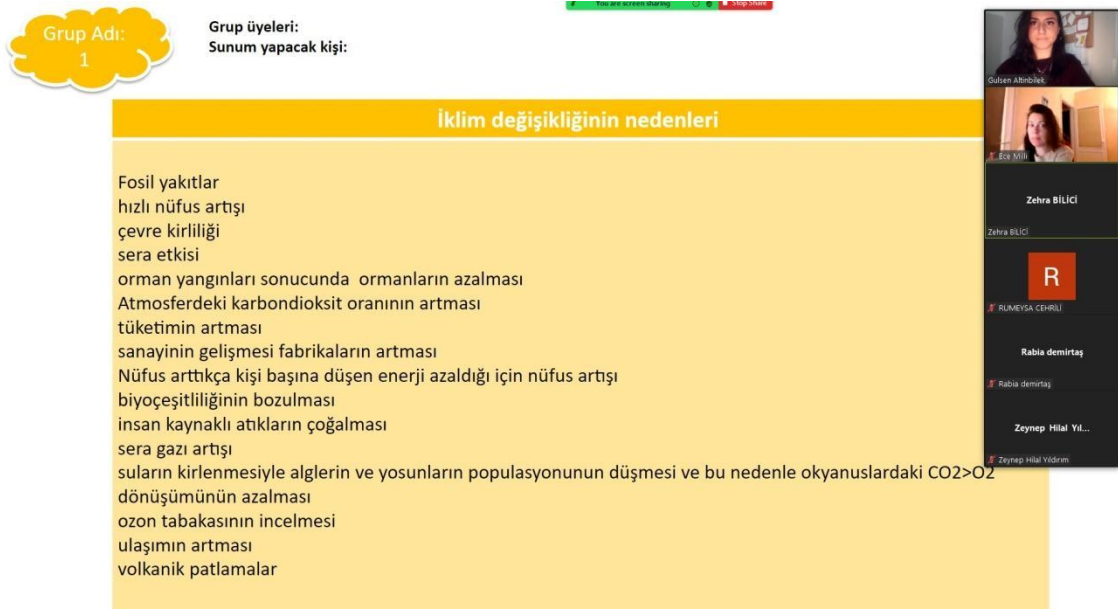 You are screen sharing
Stop Share
Grup Adı:
1
Grup üyeleri:
Sunum yapacak kişi:
İklim değişikliğinin nedenleri
Fosil yakıtlar
hızlı nüfus artışı
çevre kirliliği
sera etkisi
orman yangınları sonucunda ormanların azalması
Atmosferdeki karbondioksit oranının artması
tüketimin artması
sanayinin gelişmesi fabrikaların artması
Nüfus arttıkça kişi başına düşen enerji azaldığı için nüfus artışı
biyoçeşitliliğinin bozulması
insan kaynaklı atıkların çoğalması
sera gazı artışı
suların kirlenmesiyle alglerin ve yosunların populasyonunun düşmesi ve bu nedenle okyanuslardaki CO2>O2
dönüşümünün azalması
ozon tabakasının incelmesi
ulaşımın artması
volkanik patlamalar
Gulsen Altinbilek
Ece Milli
Zehra BİLİCİ
Zehra BİLİCİ
R
RUMEYSA CEHRİLİ
Rabia demirtaş
Rabia demirtaş
Zeynep Hilal Yıl...
Zeynep Hilal Yıldırım